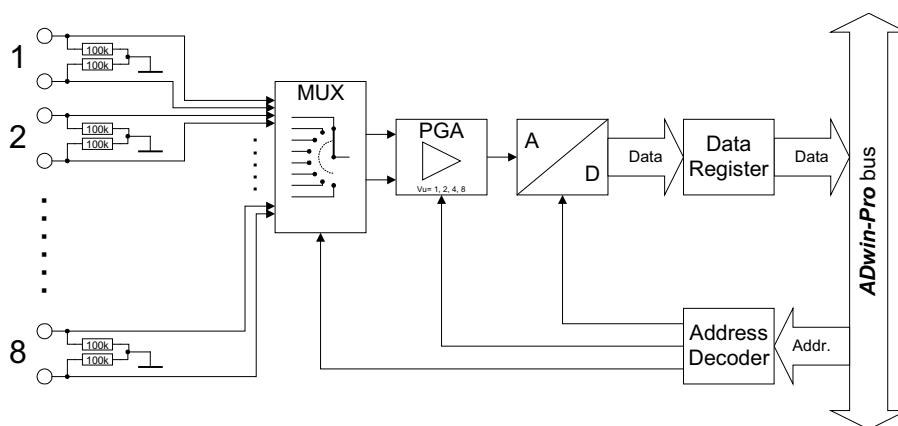 1
100k
100k
2
100k
100k
8
100k
100k
MUX
PGA
Vu= 1, 2, 4, 8
A
D
Data
Data
Register
Data
Address
Decoder
Addr.
ADwin-Pro bus